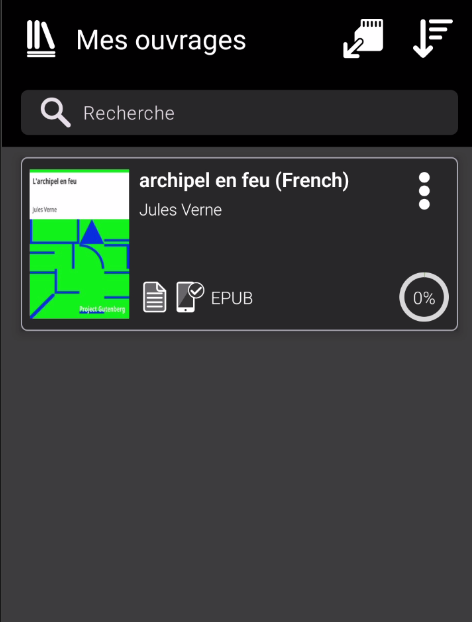 Mes ouvrages
Recherche
L'archipel en feu
Jules Verne
Project Gutenberg
archipel en feu (French)
Jules Verne
EPUB
0%